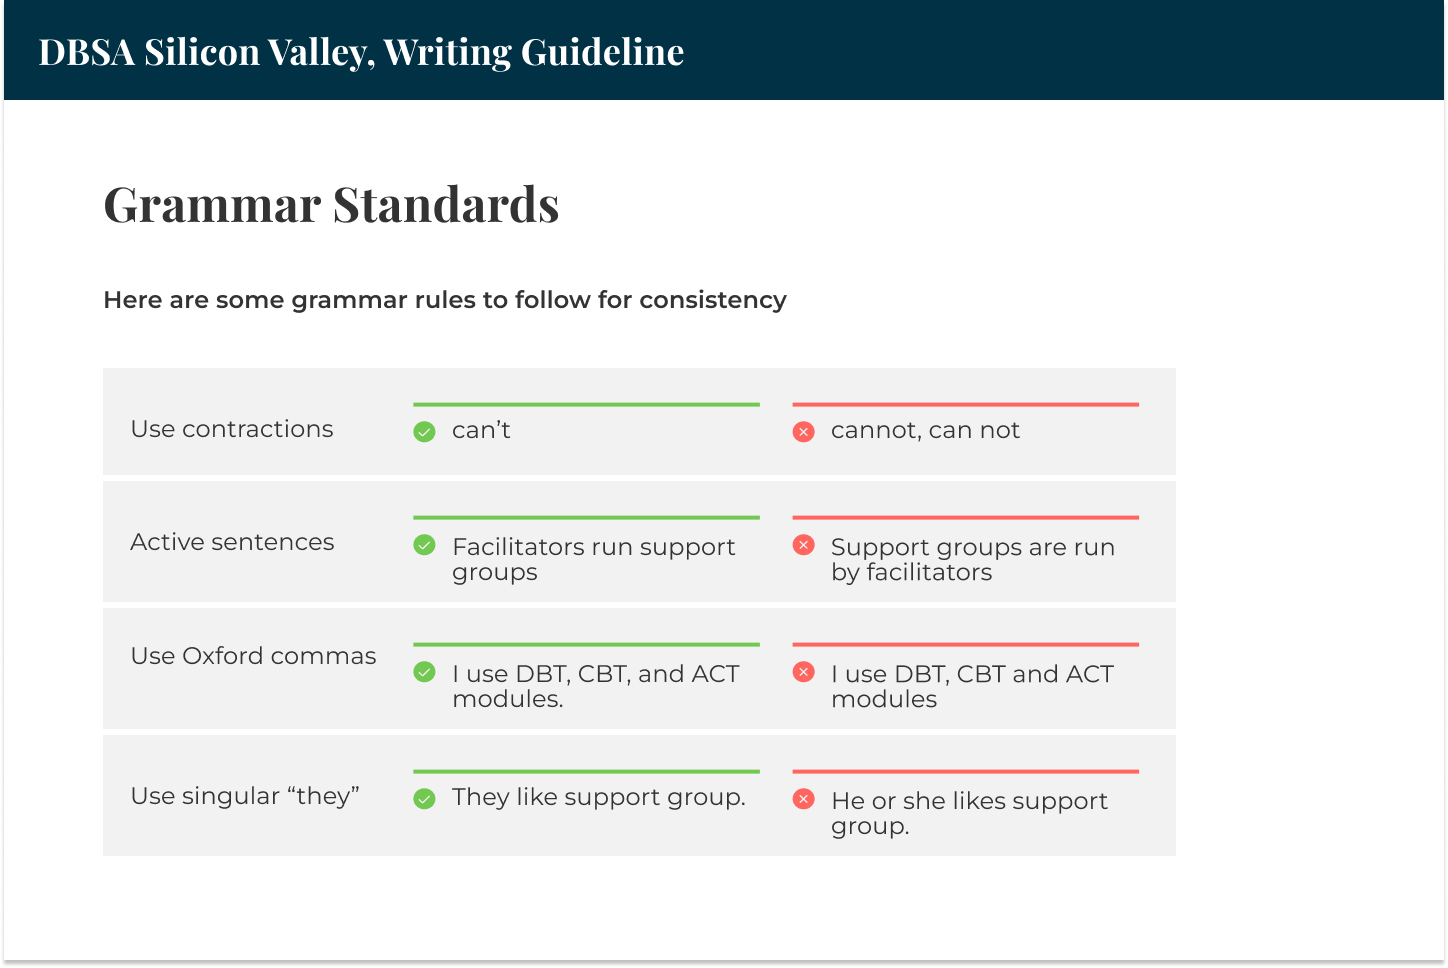 DBSA Silicon Valley, Writing Guideline
Grammar Standards
Here are some grammar rules to follow for consistency
Use contractions
can’t
cannot, can not
Active sentences
Facilitators run support
groups
Support groups are run
by facilitators
Use Oxford commas
I use DBT, CBT, and ACT
modules.
I use DBT, CBT and ACT
modules
Use singular “they”
They like support group.
He or she likes support
group.